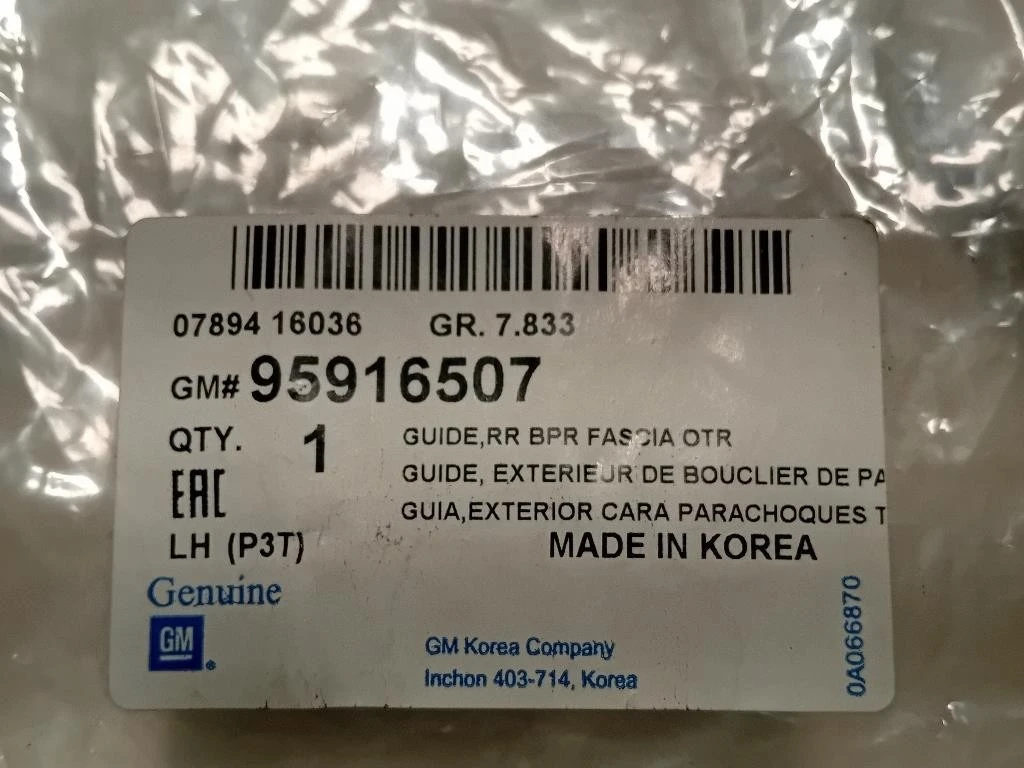 07894 16036 GR. 7.833
GM# 95916507
QTY. 1
GUIDE,RR BPR FASCIA OTR
GUIDE, EXTERIEUR DE BOUCLIER DE PA
GUIA,EXTERIOR CARA PARACHOQUES T
EAC
LH (P3T)
MADE IN KOREA
Genuine
GM
GM Korea Company
Inchon 403-714, Korea
0A066870